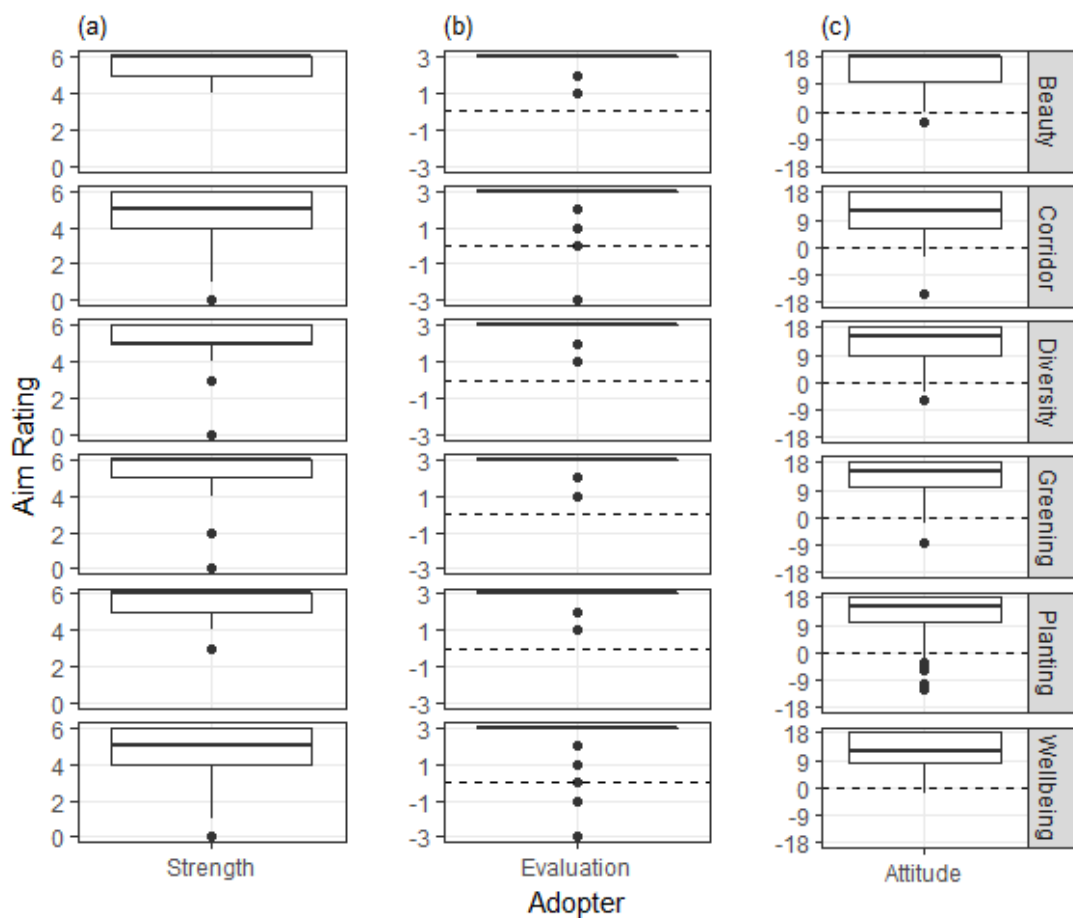 (a) (b) (c)
Aim Rating
6 4 2 0
3 1 -1 -3
18 9 0 -9 -18
Beauty
6 4 2 0
3 1 -1 -3
18 9 0 -9 -18
Corridor
6 4 2 0
3 1 -1 -3
18 9 0 -9 -18
Diversity
6 4 2 0
3 1 -1 -3
18 9 0 -9 -18
Greening
6 4 2 0
3 1 -1 -3
18 9 0 -9 -18
Planting
6 4 2 0
3 1 -1 -3
18 9 0 -9 -18
Wellbeing
Strength Evaluation Attitude
Adopter